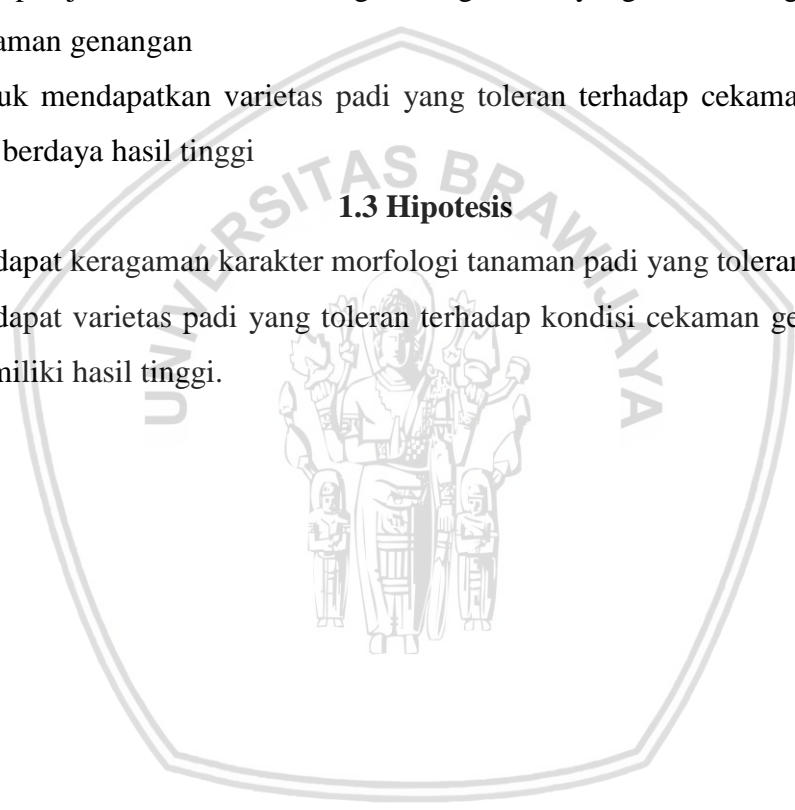 aman genangan
uk mendapatkan varietas padi yang toleran terhadap cekama
berdaya hasil tinggi
1.3 Hipotesis
dapat keragaman karakter morfologi tanaman padi yang toleran
dapat varietas padi yang toleran terhadap kondisi cekaman ge
miliki hasil tinggi.
UNIVERSITAS BRAWIJAYA